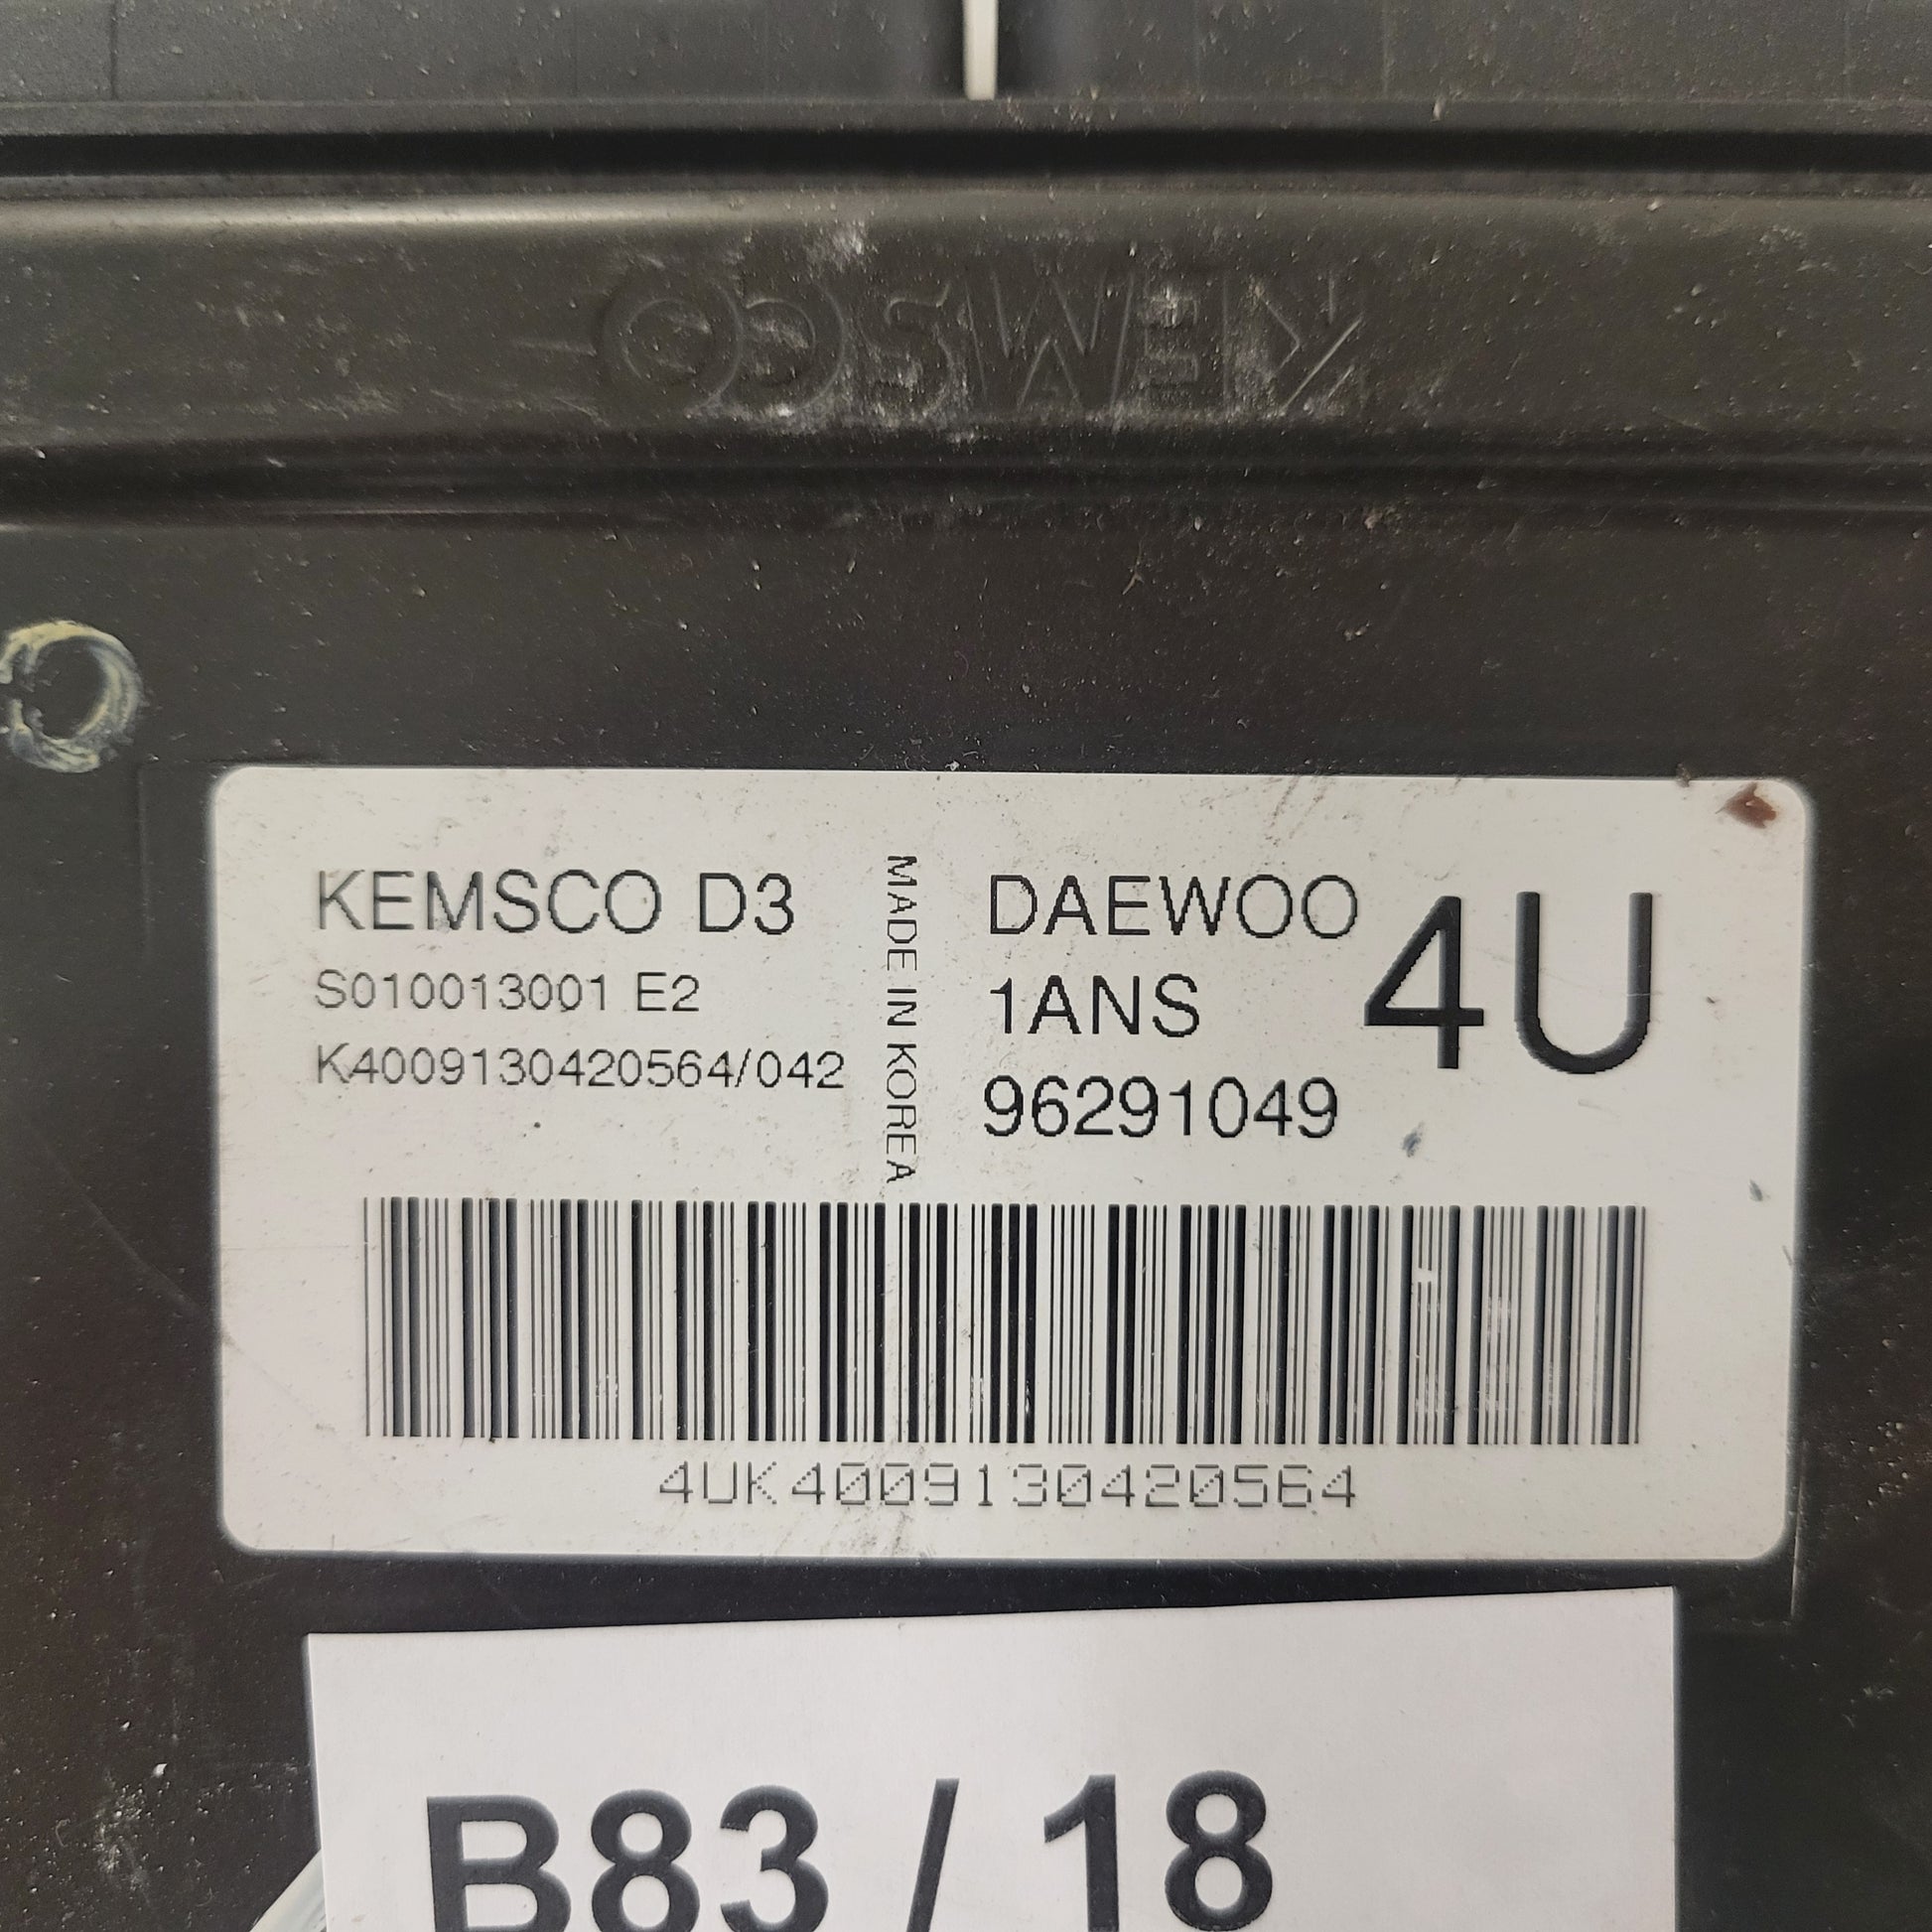 KEMSCO
KEMSCO D3
S010013001 E2
K4009130420564/042
MADE IN KOREA
DAEWOO
1ANS
96291049
4U
4UK4009130420564
B83 / 18